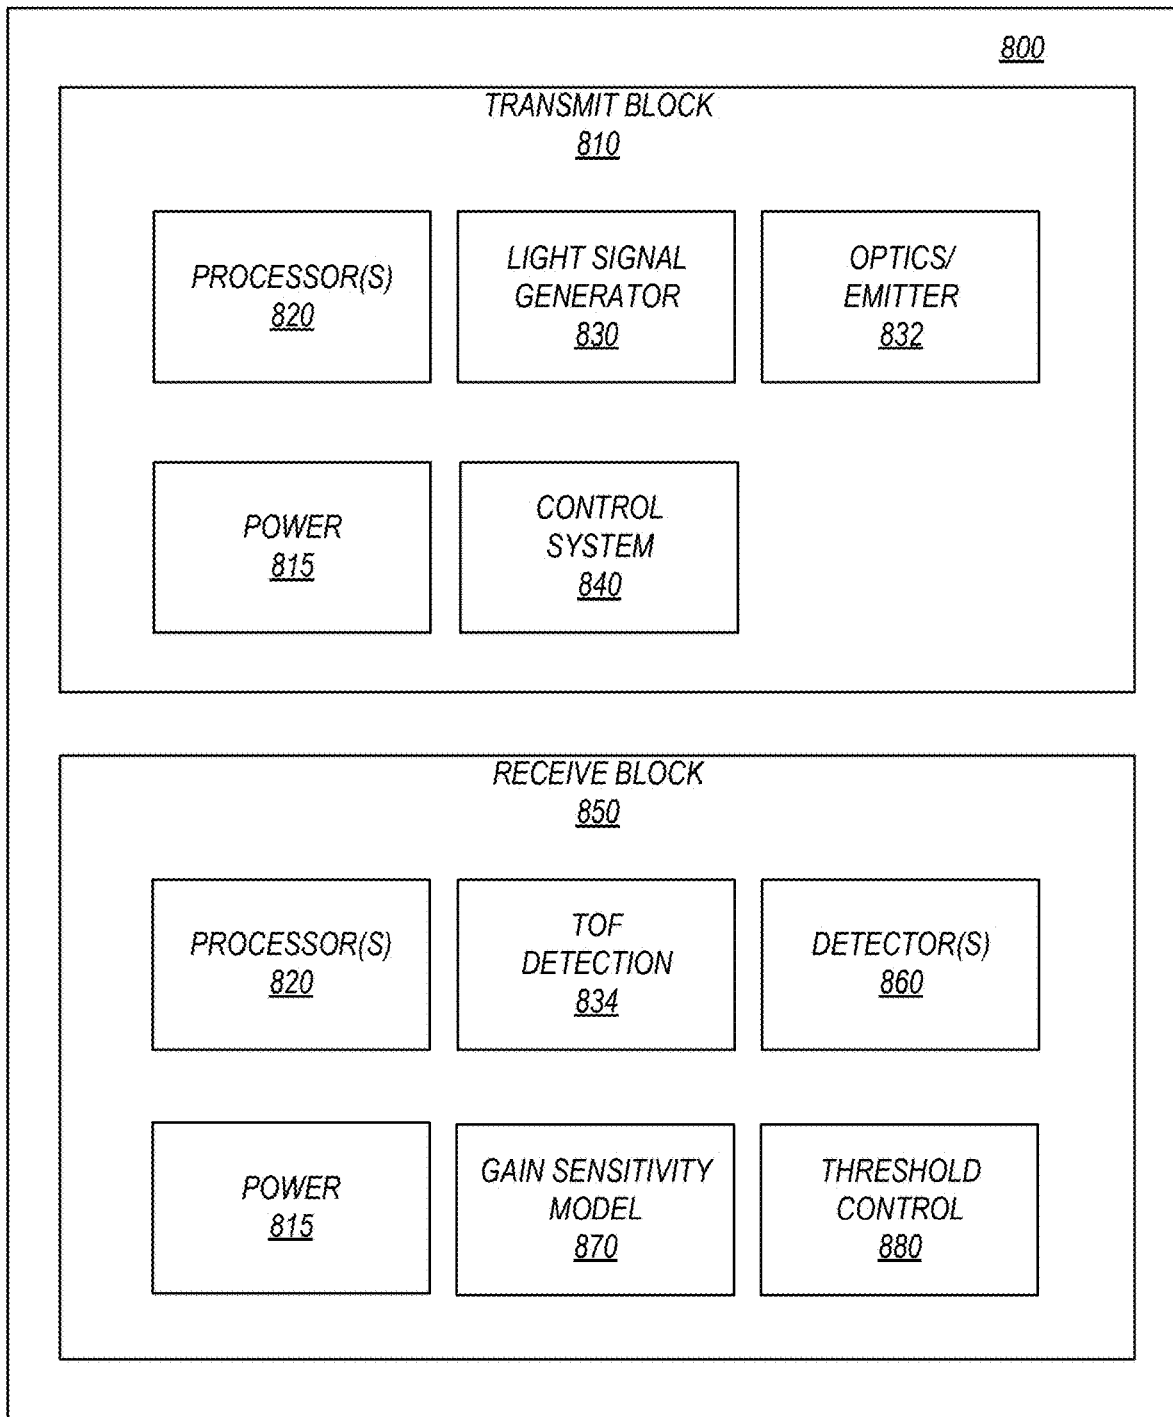 800
TRANSMIT BLOCK
810
PROCESSOR(S)
820
LIGHT SIGNAL
GENERATOR
830
OPTICS/
EMITTER
832
POWER
815
CONTROL
SYSTEM
840
RECEIVE BLOCK
850
PROCESSOR(S)
820
TOF
DETECTION
834
DETECTOR(S)
860
POWER
815
GAIN SENSITIVITY
MODEL
870
THRESHOLD
CONTROL
880